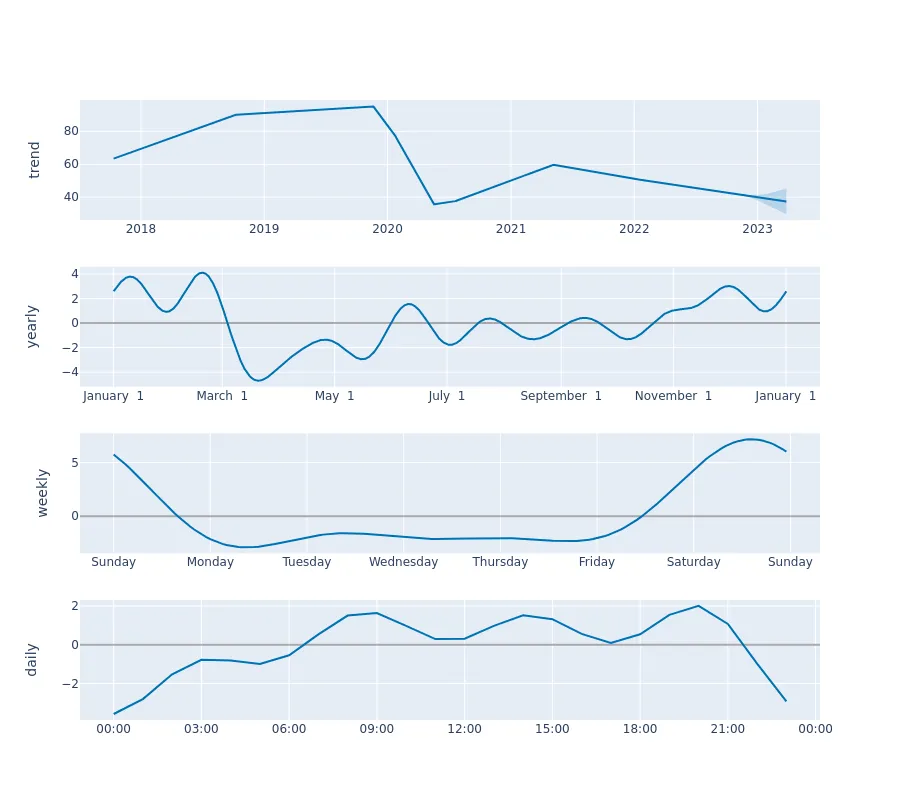 trend
80
60
40
2018 2019 2020 2021 2022 2023
yearly
4
2
0
−2
−4
January 1 March 1 May 1 July 1 September 1 November 1 January 1
weekly
5
0
Sunday Monday Tuesday Wednesday Thursday Friday Saturday Sunday
daily
2
0
−2
00:00 03:00 06:00 09:00 12:00 15:00 18:00 21:00 00:00